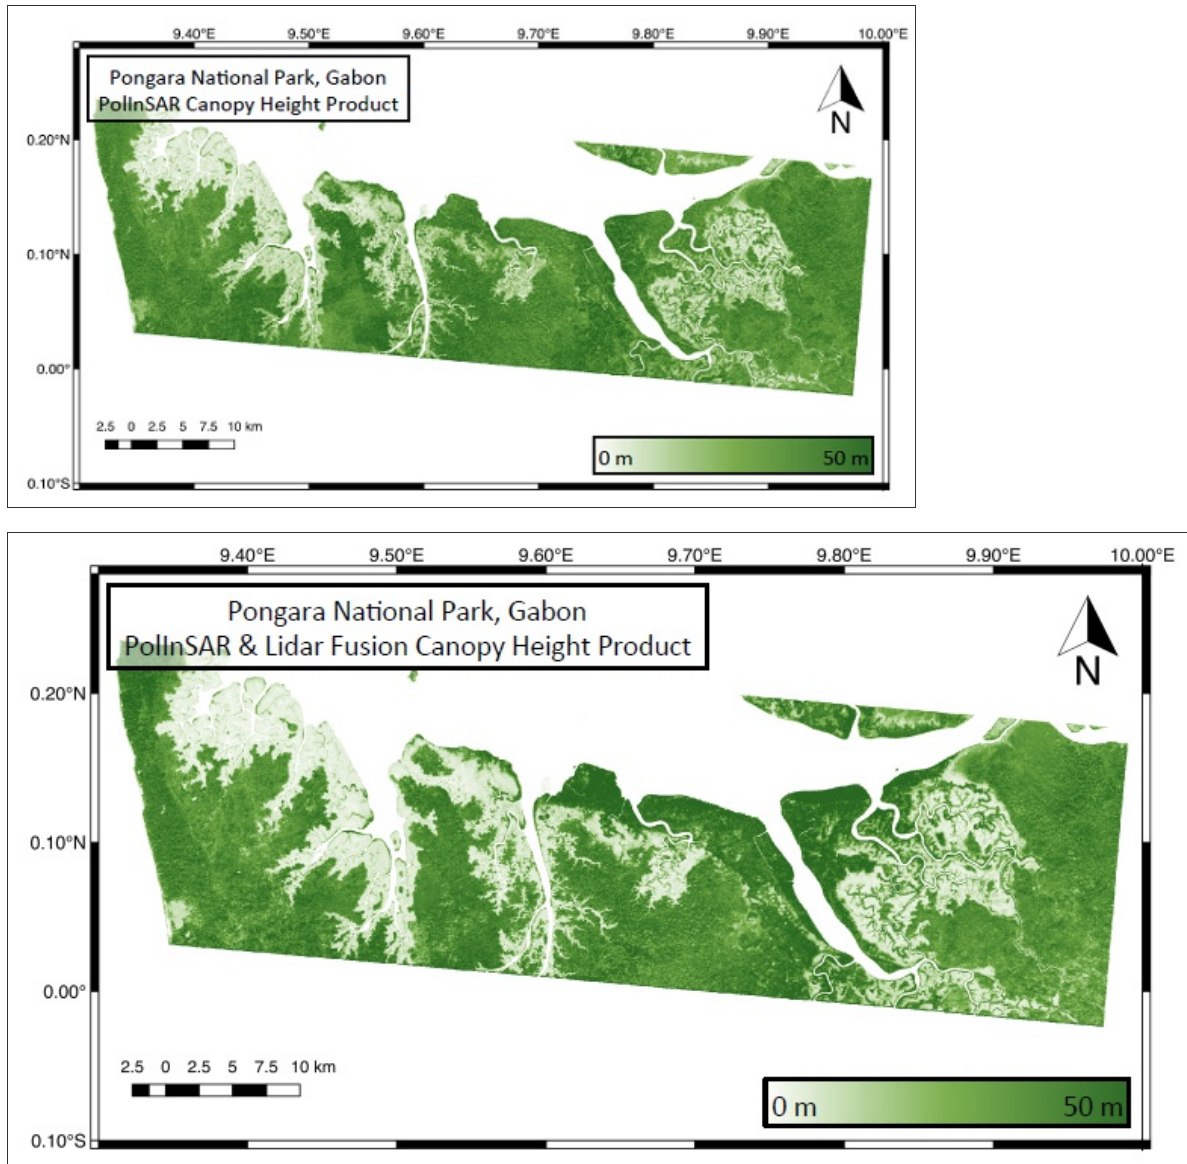 9.40°E 9.50°E 9.60°E 9.70°E 9.80°E 9.90°E 10.00°E
Pongara National Park, Gabon
PolInSAR Canopy Height Product
N
0.20°N
0.10°N
0.00°
2.5 0 2.5 5 7.5 10 km
0 m 50 m
0.10°S
9.40°E 9.50°E 9.60°E 9.70°E 9.80°E 9.90°E 10.00°E
Pongara National Park, Gabon
PolInSAR & Lidar Fusion Canopy Height Product
N
0.20°N
0.10°N
0.00°
2.5 0 2.5 5 7.5 10 km
0 m 50 m
0.10°S